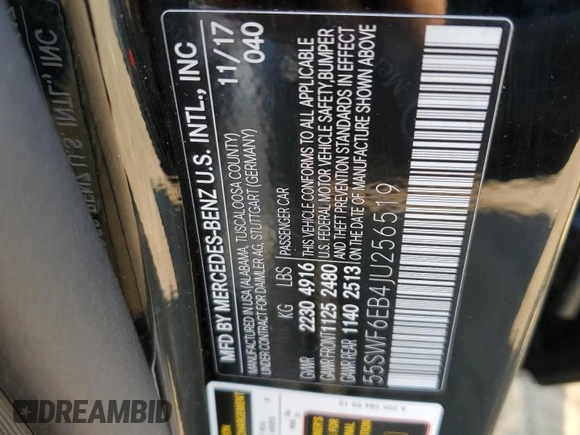 MFD BY MERCEDES-BENZ U.S. INTL., INC
MANUFACTURED IN USA (ALABAMA, TUSCALOOSA COUNTY)
UNDER CONTRACT FOR DAIMLER AG, STUTTGART (GERMANY)
11/17
040
KG LBS PASSENGER CAR
GVWR 2230 4916 THIS VEHICLE CONFORMS TO ALL APPLICABLE
GAWR FRONT 1125 2480 U.S. FEDERAL MOTOR VEHICLE SAFETY, BUMPER
AND THEFT PREVENTION STANDARDS IN EFFECT
GAWR REAR 1140 2513 ON THE DATE OF MANUFACTURE SHOWN ABOVE
55SWF6EB4JU256519
DREAMBID